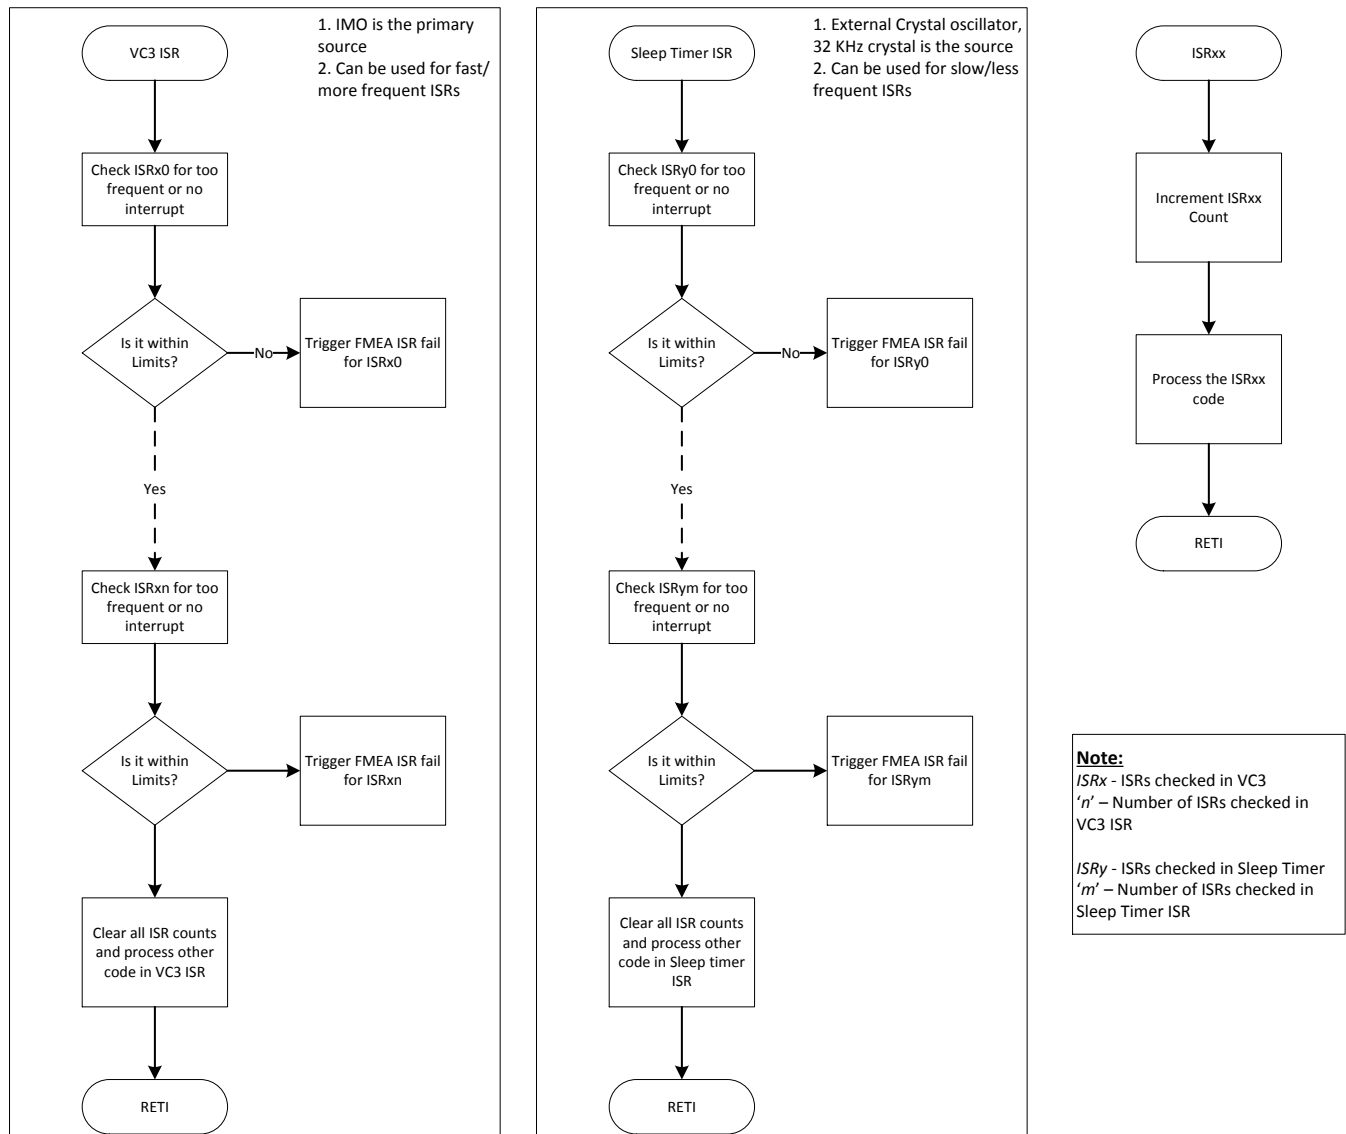 VC3 ISR
1. IMO is the primary
source
2. Can be used for fast/
more frequent ISRs
Check ISRx0 for too
frequent or no
interrupt
Is it within
Limits?
No
Trigger FMEA ISR fail
for ISRx0
Yes
Check ISRxn for too
frequent or no
interrupt
Is it within
Limits?
Trigger FMEA ISR fail
for ISRxn
Clear all ISR counts
and process other
code in VC3 ISR
RETI
Sleep Timer ISR
1. External Crystal oscillator,
32 KHz crystal is the source
2. Can be used for slow/less
frequent ISRs
Check ISRy0 for too
frequent or no
interrupt
Is it within
Limits?
No
Trigger FMEA ISR fail
for ISRy0
Yes
Check ISRym for too
frequent or no
interrupt
Is it within
Limits?
Trigger FMEA ISR fail
for ISRym
Clear all ISR counts
and process other
code in Sleep timer
ISR
RETI
ISRxx
Increment ISRxx
Count
Process the ISRxx
code
RETI
Note:
ISRx - ISRs checked in VC3
‘n’ – Number of ISRs checked in
VC3 ISR
ISRy - ISRs checked in Sleep Timer
‘m’ – Number of ISRs checked in
Sleep Timer ISR